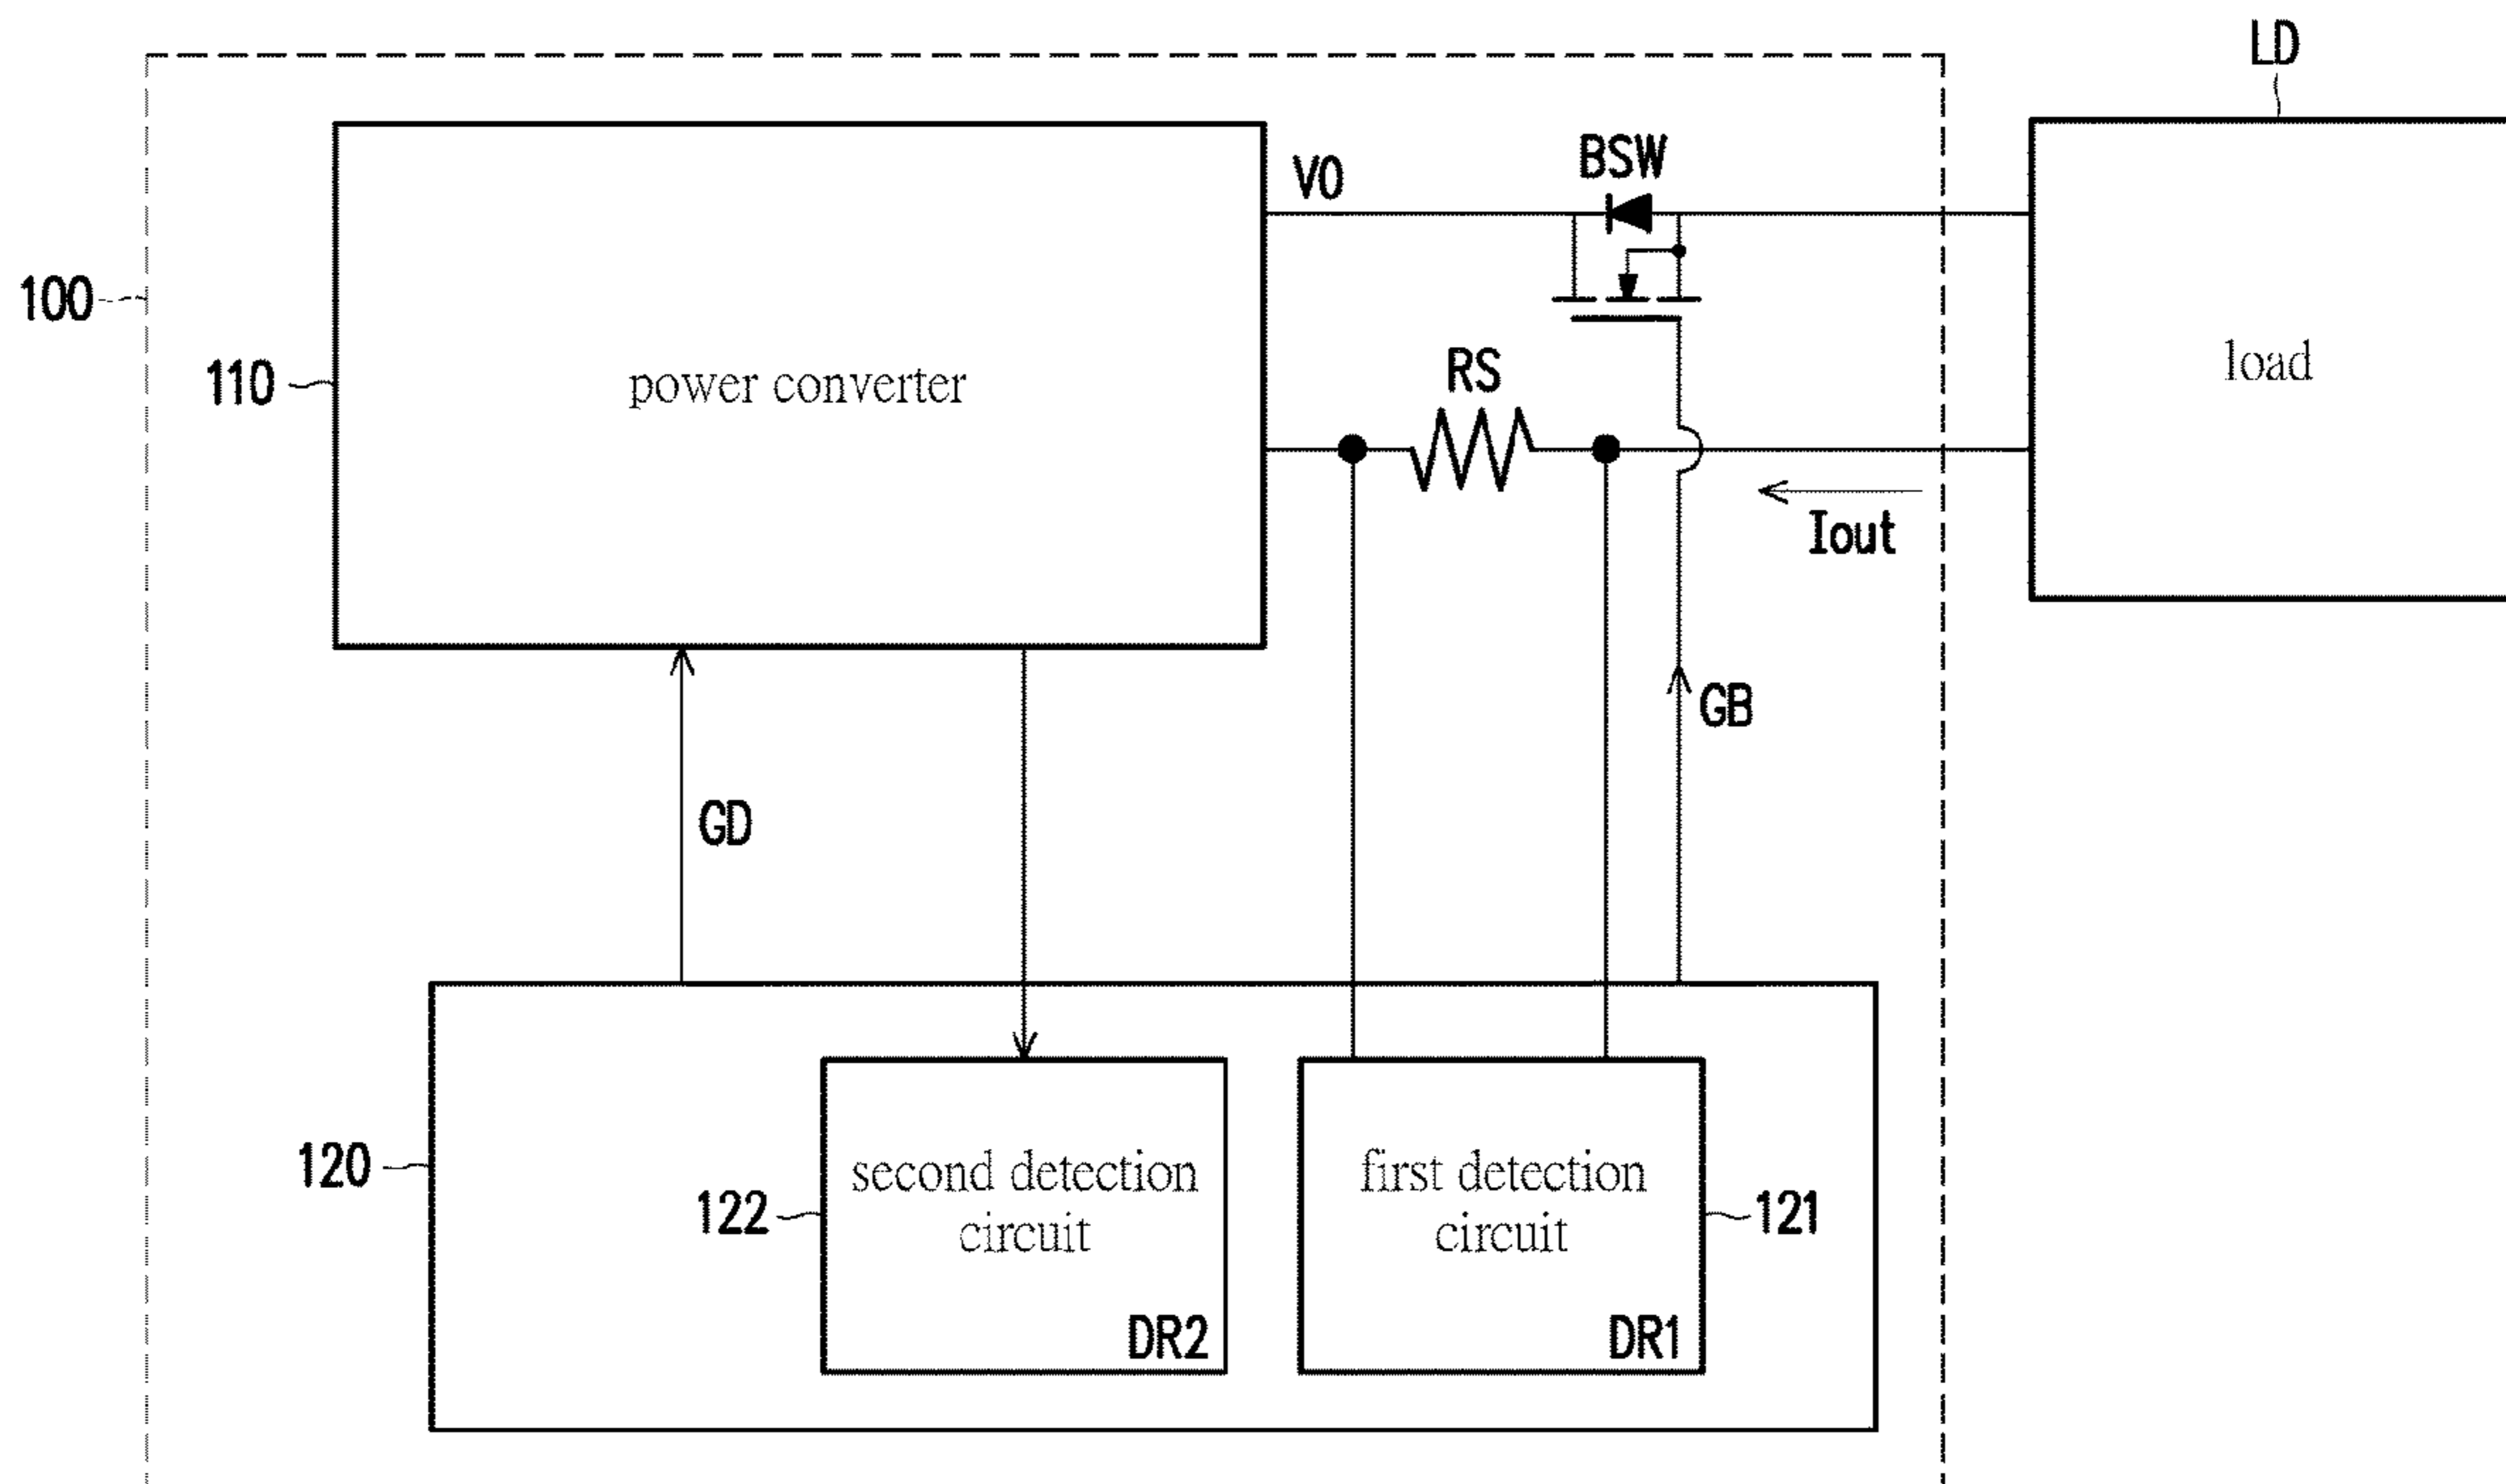 LD
BSW
VO
100
110
power converter
RS
load
Iout
GB
GD
120
122
second detection
circuit
DR2
first detection
circuit
DR1
121